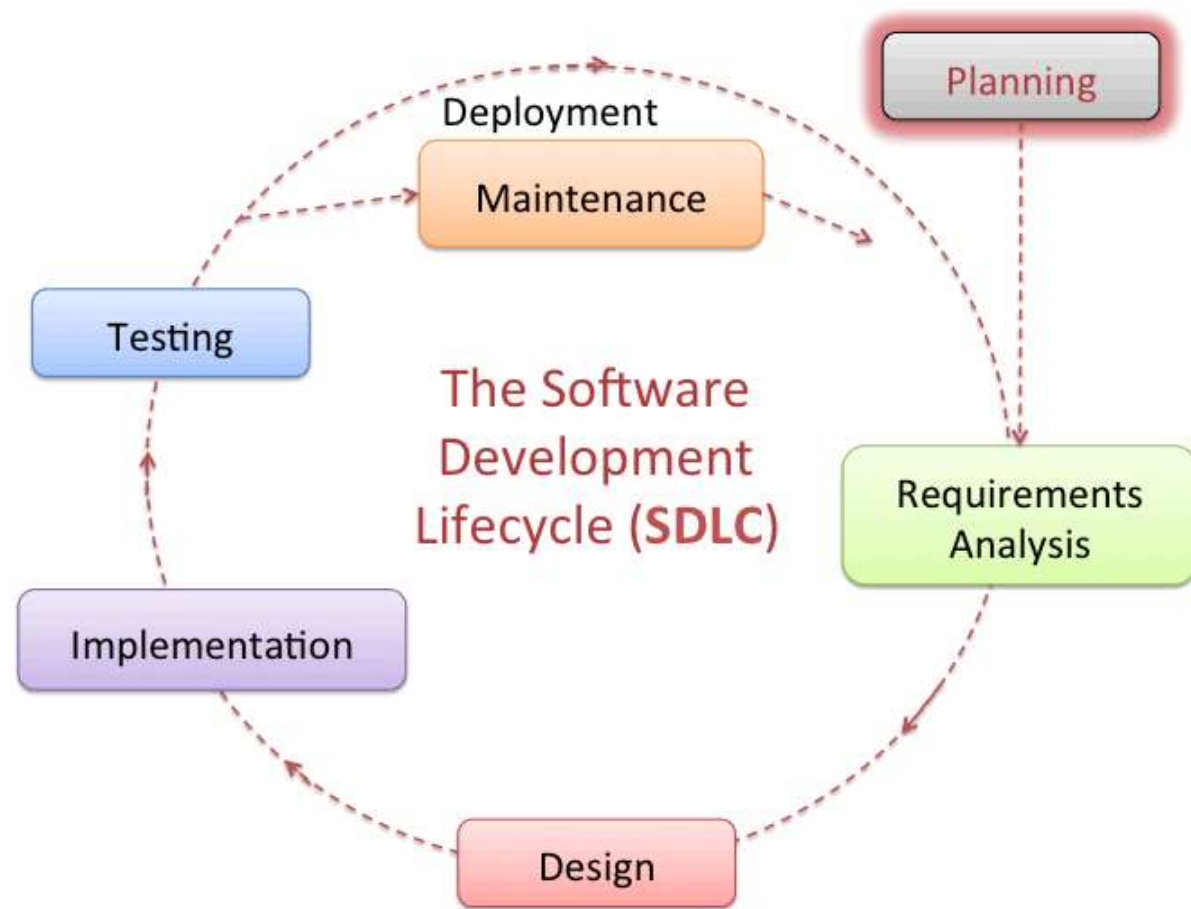 Planning
Deployment
Maintenance
Testing
The Software
Development
Lifecycle (SDLC)
Requirements
Analysis
Implementation
Design